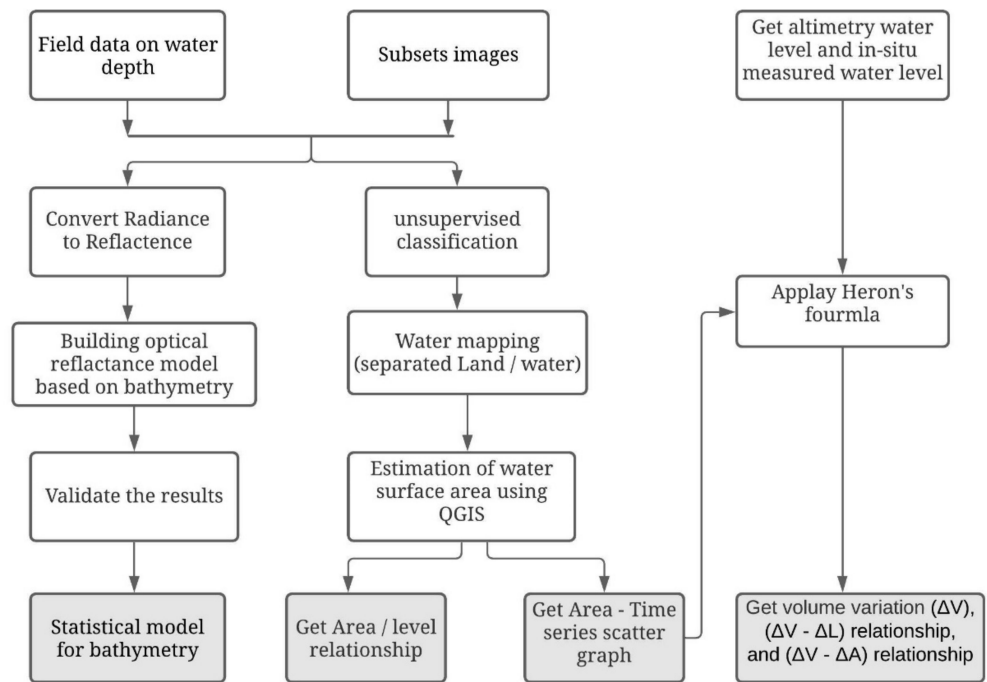 Field data on water
depth
Subsets images
Get altimetry water
level and in-situ
measured water level
Convert Radiance
to Reflactence
unsupervised
classification
Applay Heron's
fourmla
Building optical
reflactance model
based on bathymetry
Water mapping
(separated Land / water)
Validate the results
Estimation of water
surface area using
QGIS
Statistical model
for bathymetry
Get Area / level
relationship
Get Area - Time
series scatter
graph
Get volume variation (ΔV),
(ΔV - ΔL) relationship,
and (ΔV - ΔA) relationship